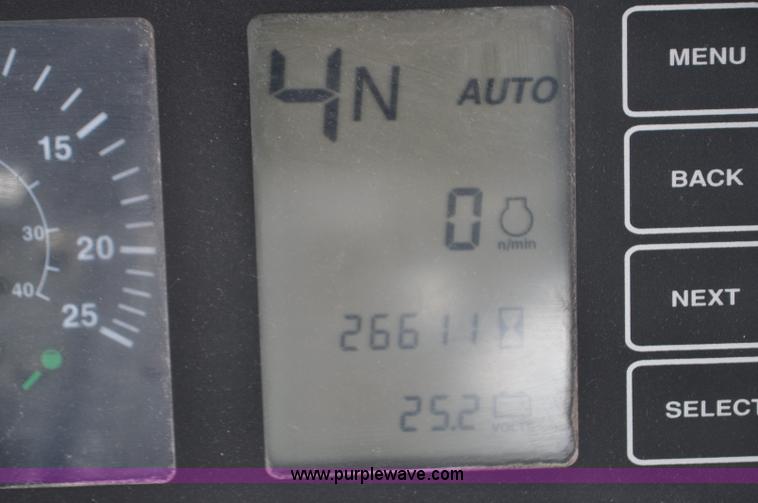 15
20
25
30
40
4N AUTO
0
n/min
26611
25.2
VOLTS
MENU
BACK
NEXT
SELECT
www.purplewave.com